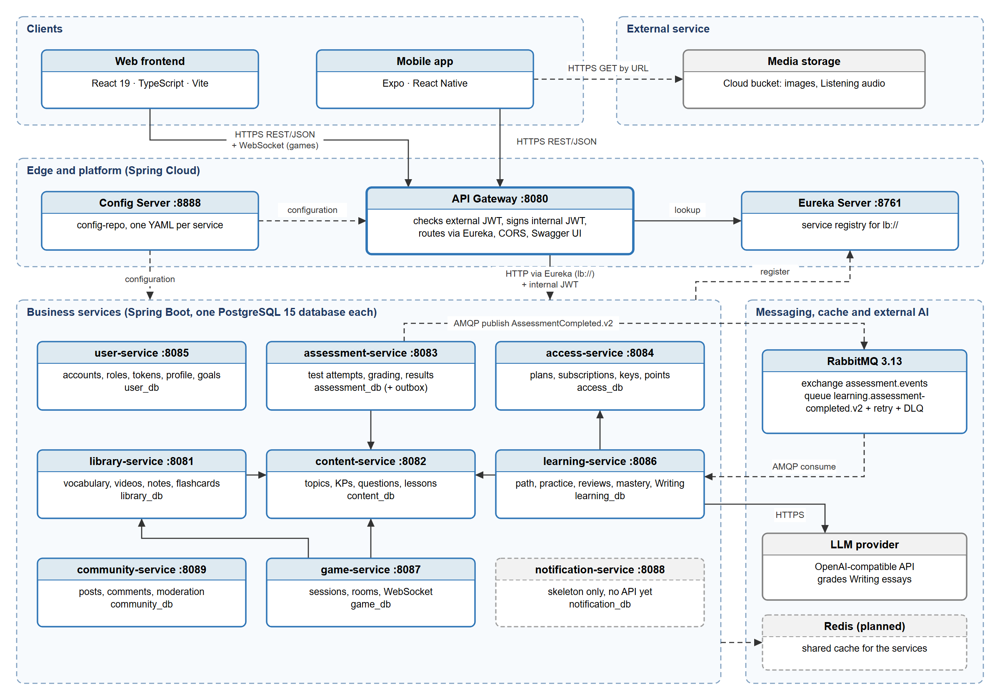 Clients
External service
Web frontend
React 19 · TypeScript · Vite
Mobile app
Expo · React Native
HTTPS GET by URL
Media storage
Cloud bucket: images, Listening audio
HTTPS REST/JSON
+ WebSocket (games)
HTTPS REST/JSON
Edge and platform (Spring Cloud)
Config Server :8888
config-repo, one YAML per service
configuration
API Gateway :8080
checks external JWT, signs internal JWT,
routes via Eureka, CORS, Swagger UI
lookup
Eureka Server :8761
service registry for lb://
configuration
HTTP via Eureka (lb://)
+ internal JWT
register
Business services (Spring Boot, one PostgreSQL 15 database each)
Messaging, cache and external AI
AMQP publish AssessmentCompleted.v2
user-service :8085
accounts, roles, tokens, profile, goals
user_db
assessment-service :8083
test attempts, grading, results
assessment_db (+ outbox)
access-service :8084
plans, subscriptions, keys, points
access_db
RabbitMQ 3.13
exchange assessment.events
queue learning.assessment-
completed.v2 + retry + DLQ
library-service :8081
vocabulary, videos, notes, flashcards
library_db
content-service :8082
topics, KPs, questions, lessons
content_db
learning-service :8086
path, practice, reviews, mastery, Writing
learning_db
AMQP consume
HTTPS
LLM provider
OpenAI-compatible API
grades Writing essays
community-service :8089
posts, comments, moderation
community_db
game-service :8087
sessions, rooms, WebSocket
game_db
notification-service :8088
skeleton only, no API yet
notification_db
Redis (planned)
shared cache for the services